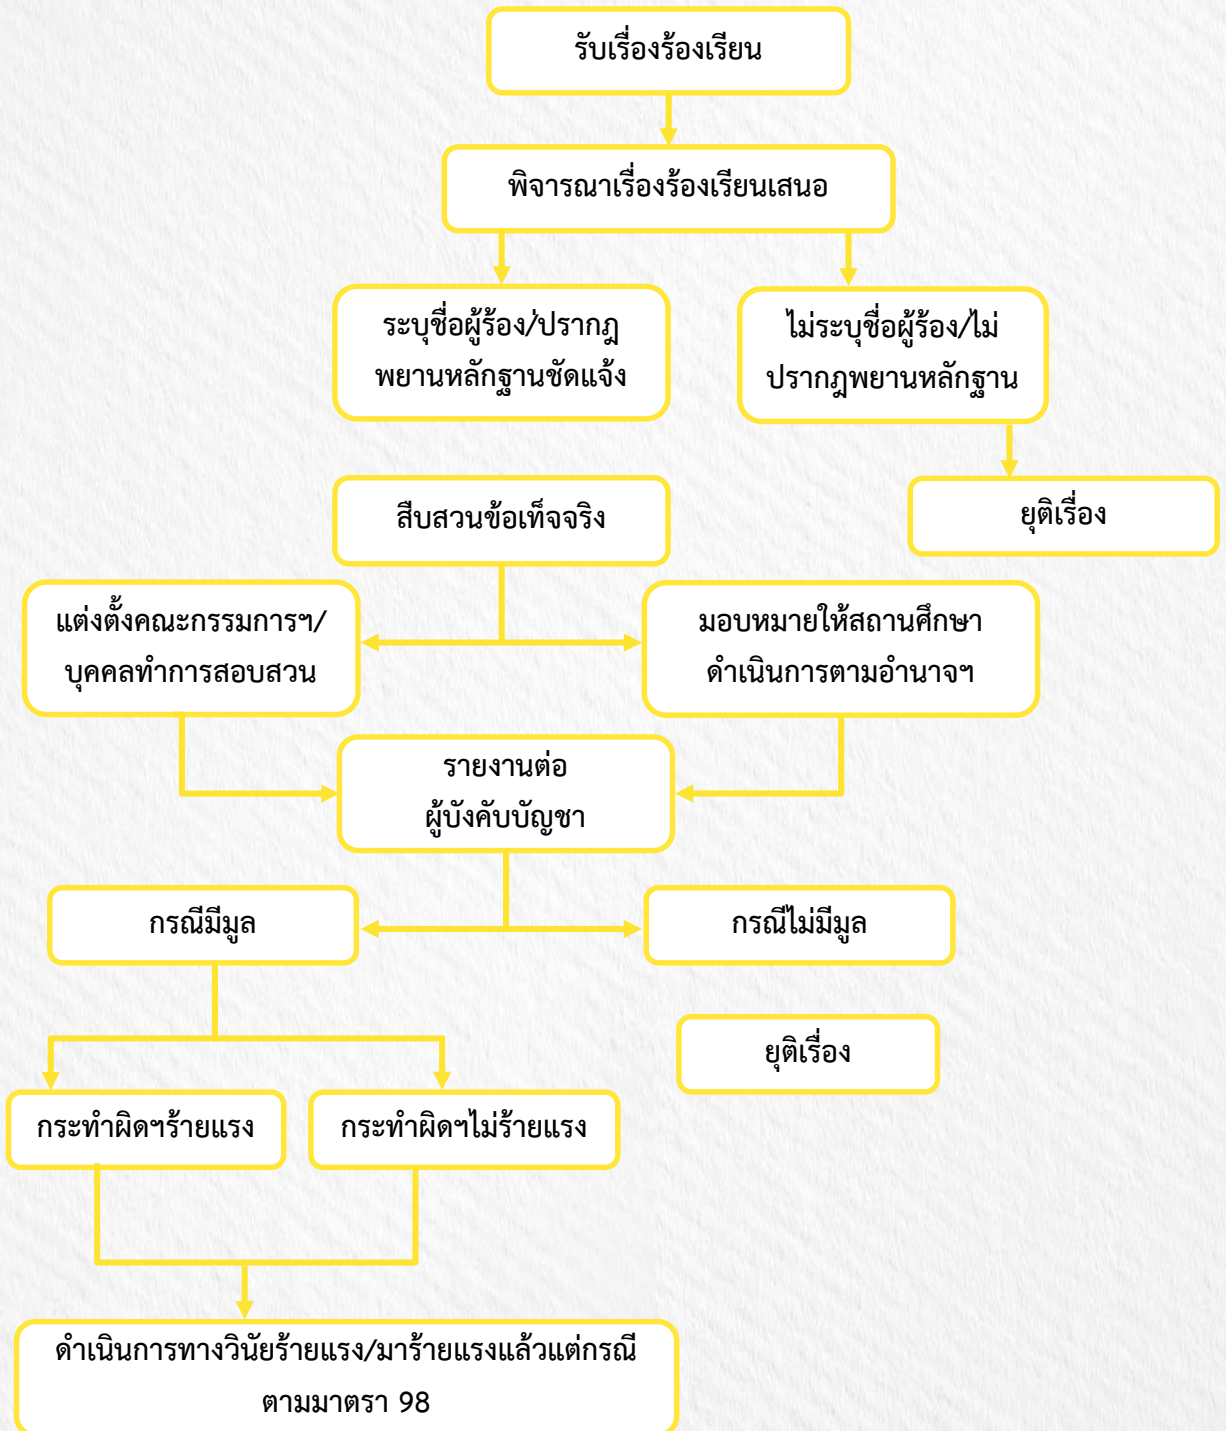 รับเรื่องร้องเรียน
พิจารณาเรื่องร้องเรียนเสนอ
ระบุชื่อผู้ร้อง/ปรากฎ
พยานหลักฐานชัดแจ้ง
ไม่ระบุชื่อผู้ร้อง/ไม่
ปรากฎพยานหลักฐาน
ยุติเรื่อง
สืบสวนข้อเท็จจริง
แต่งตั้งคณะกรรมการฯ/
บุคคลทำการสอบสวน
มอบหมายให้สถานศึกษา
ดำเนินการตามอำนาจฯ
รายงานต่อ
ผู้บังคับบัญชา
กรณีมีมูล
กรณีไม่มีมูล
ยุติเรื่อง
กระทำผิดฯร้ายแรง
กระทำผิดฯไม่ร้ายแรง
ดำเนินการทางวินัยร้ายแรง/มาร้ายแรงแล้วแต่กรณี
ตามมาตรา 98